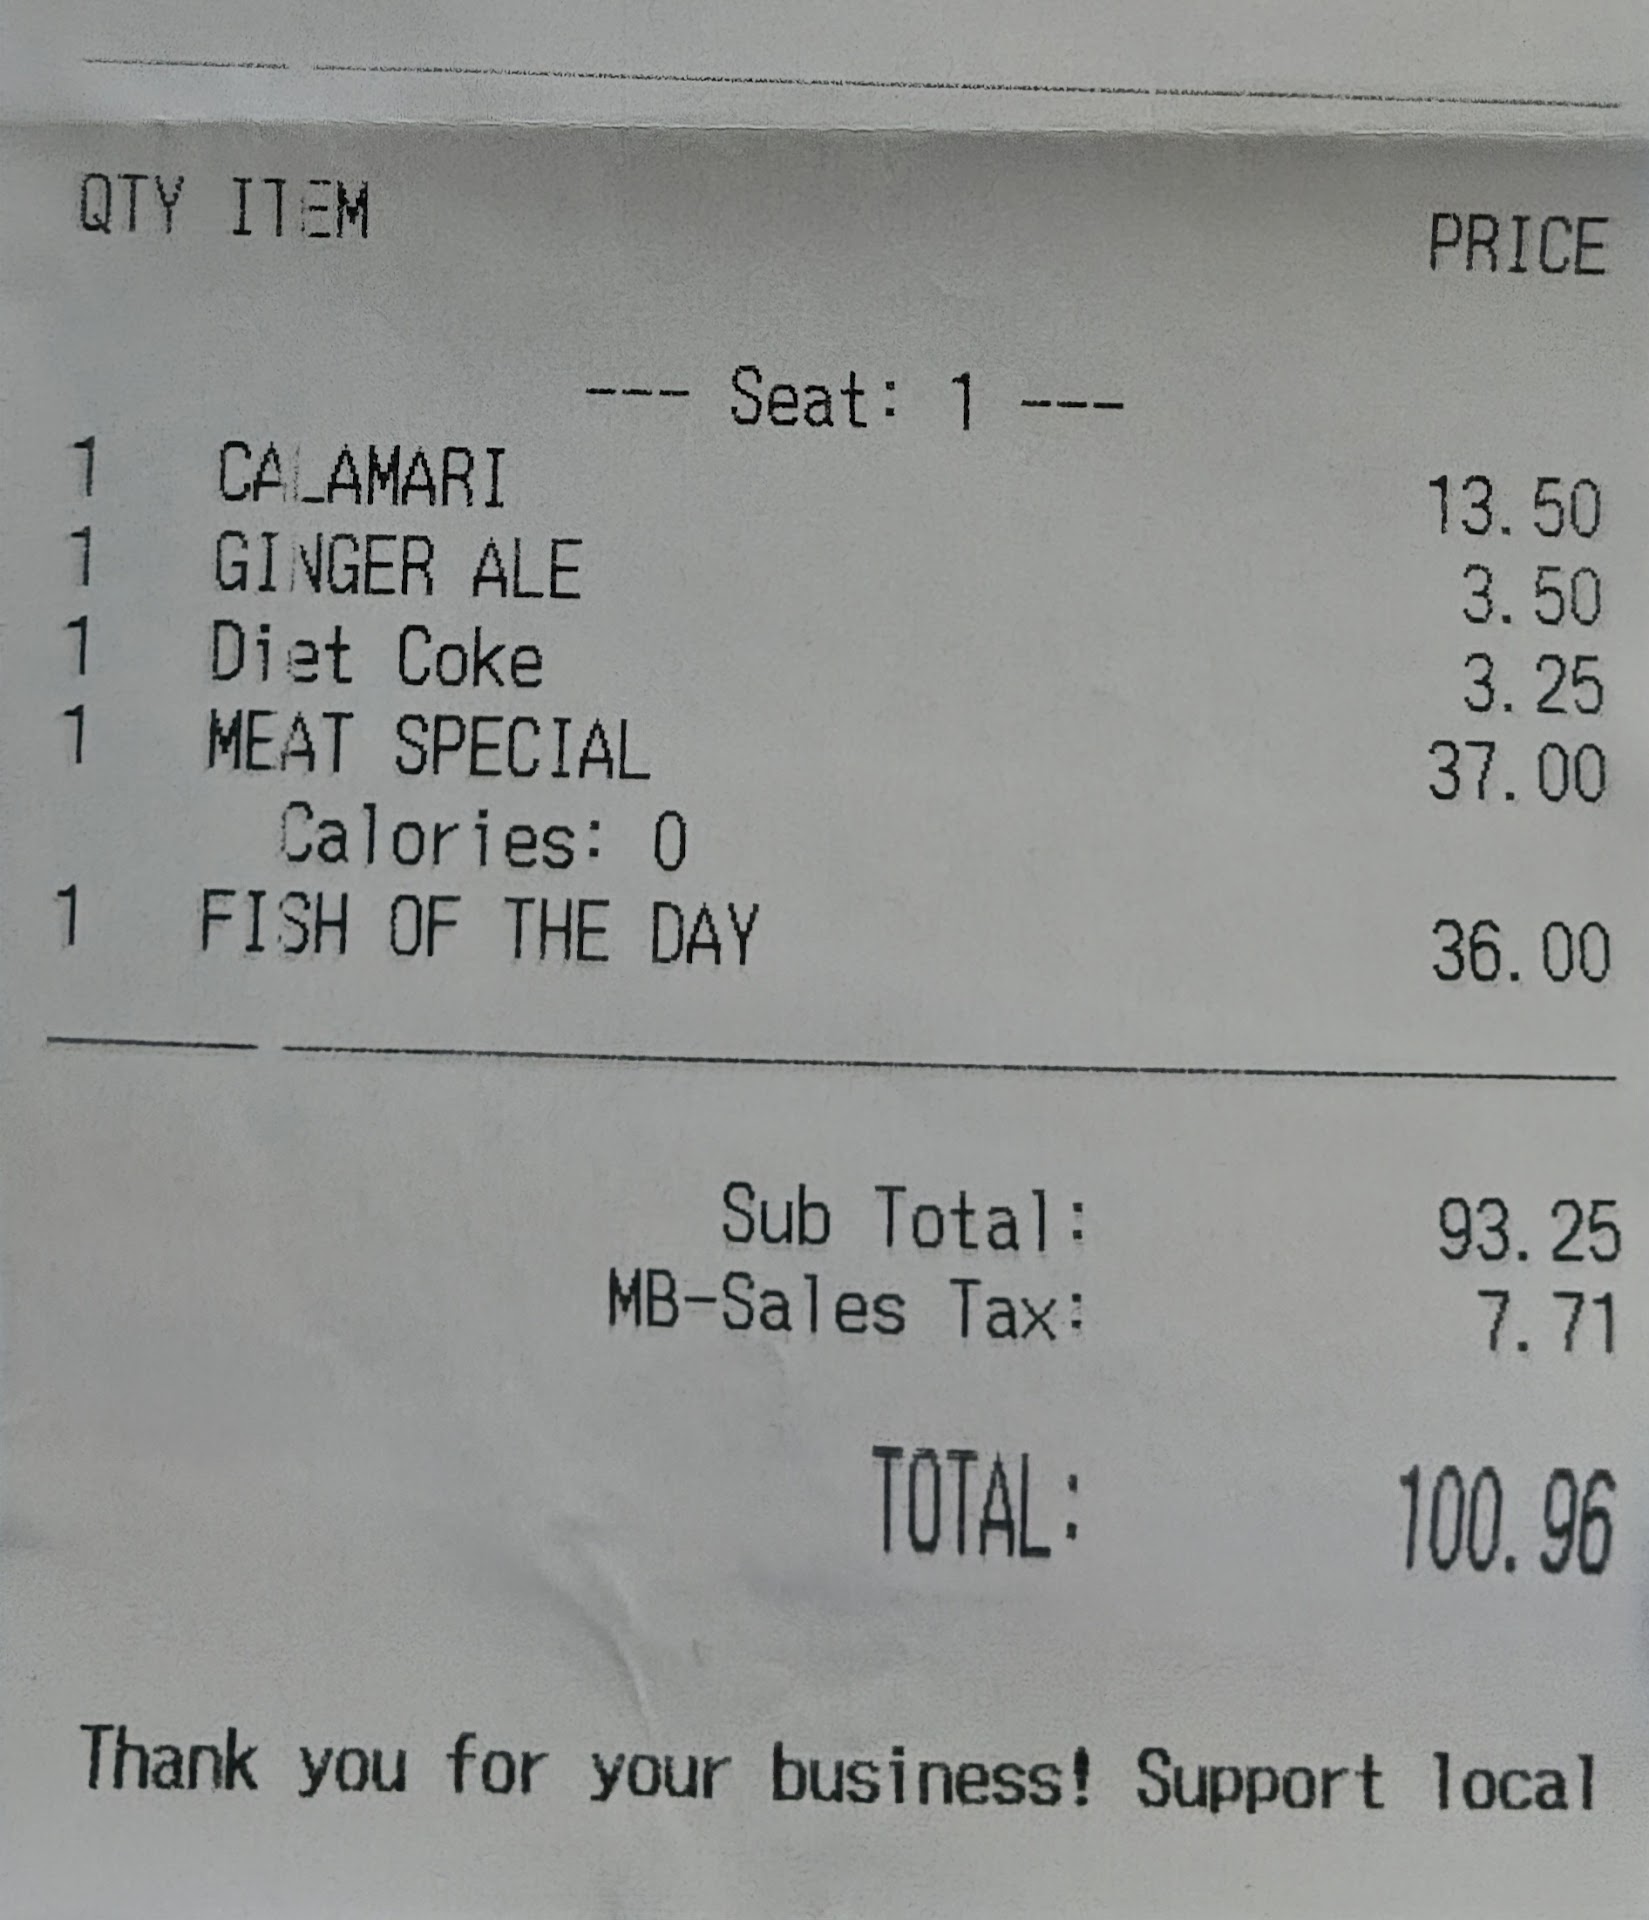 QTY ITEM PRICE
--- Seat: 1 ---
1 CALAMARI 13.50
1 GINGER ALE 3.50
1 Diet Coke 3.25
1 MEAT SPECIAL 37.00
Calories: 0
1 FISH OF THE DAY 36.00
Sub Total: 93.25
MB-Sales Tax: 7.71
TOTAL: 100.96
Thank you for your business! Support local